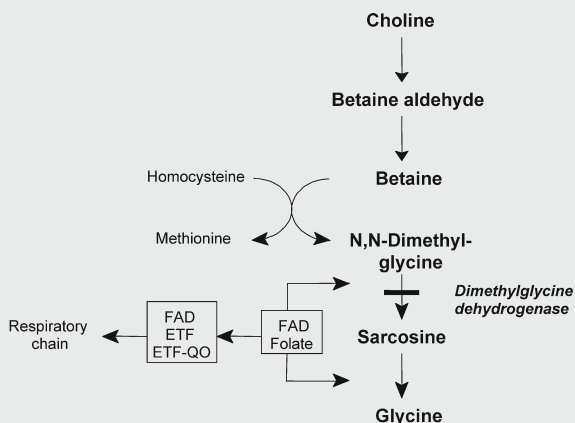 Choline
Betaine aldehyde
Homocysteine
Betaine
Methionine
N,N-Dimethyl-
glycine
Dimethylglycine
dehydrogenase
Respiratory
chain
FAD
ETF
ETF-QO
FAD
Folate
Sarcosine
Glycine